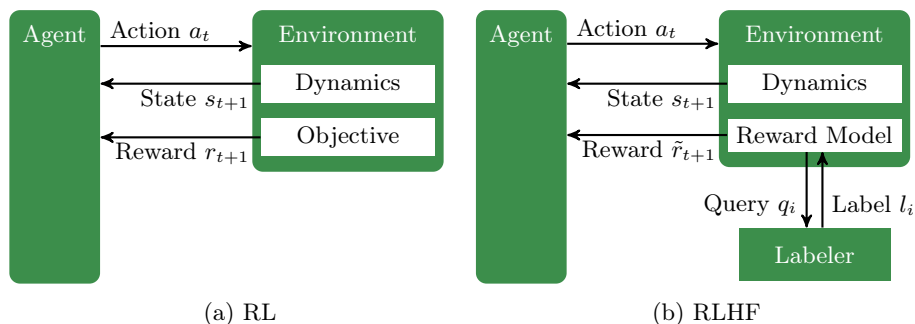 Agent
Action a_t
Environment
Dynamics
State s_{t+1}
Objective
Reward r_{t+1}
(a) RL
Agent
Action a_t
Environment
Dynamics
State s_{t+1}
Reward Model
Reward r̃_{t+1}
Query q_i
Label l_i
Labeler
(b) RLHF